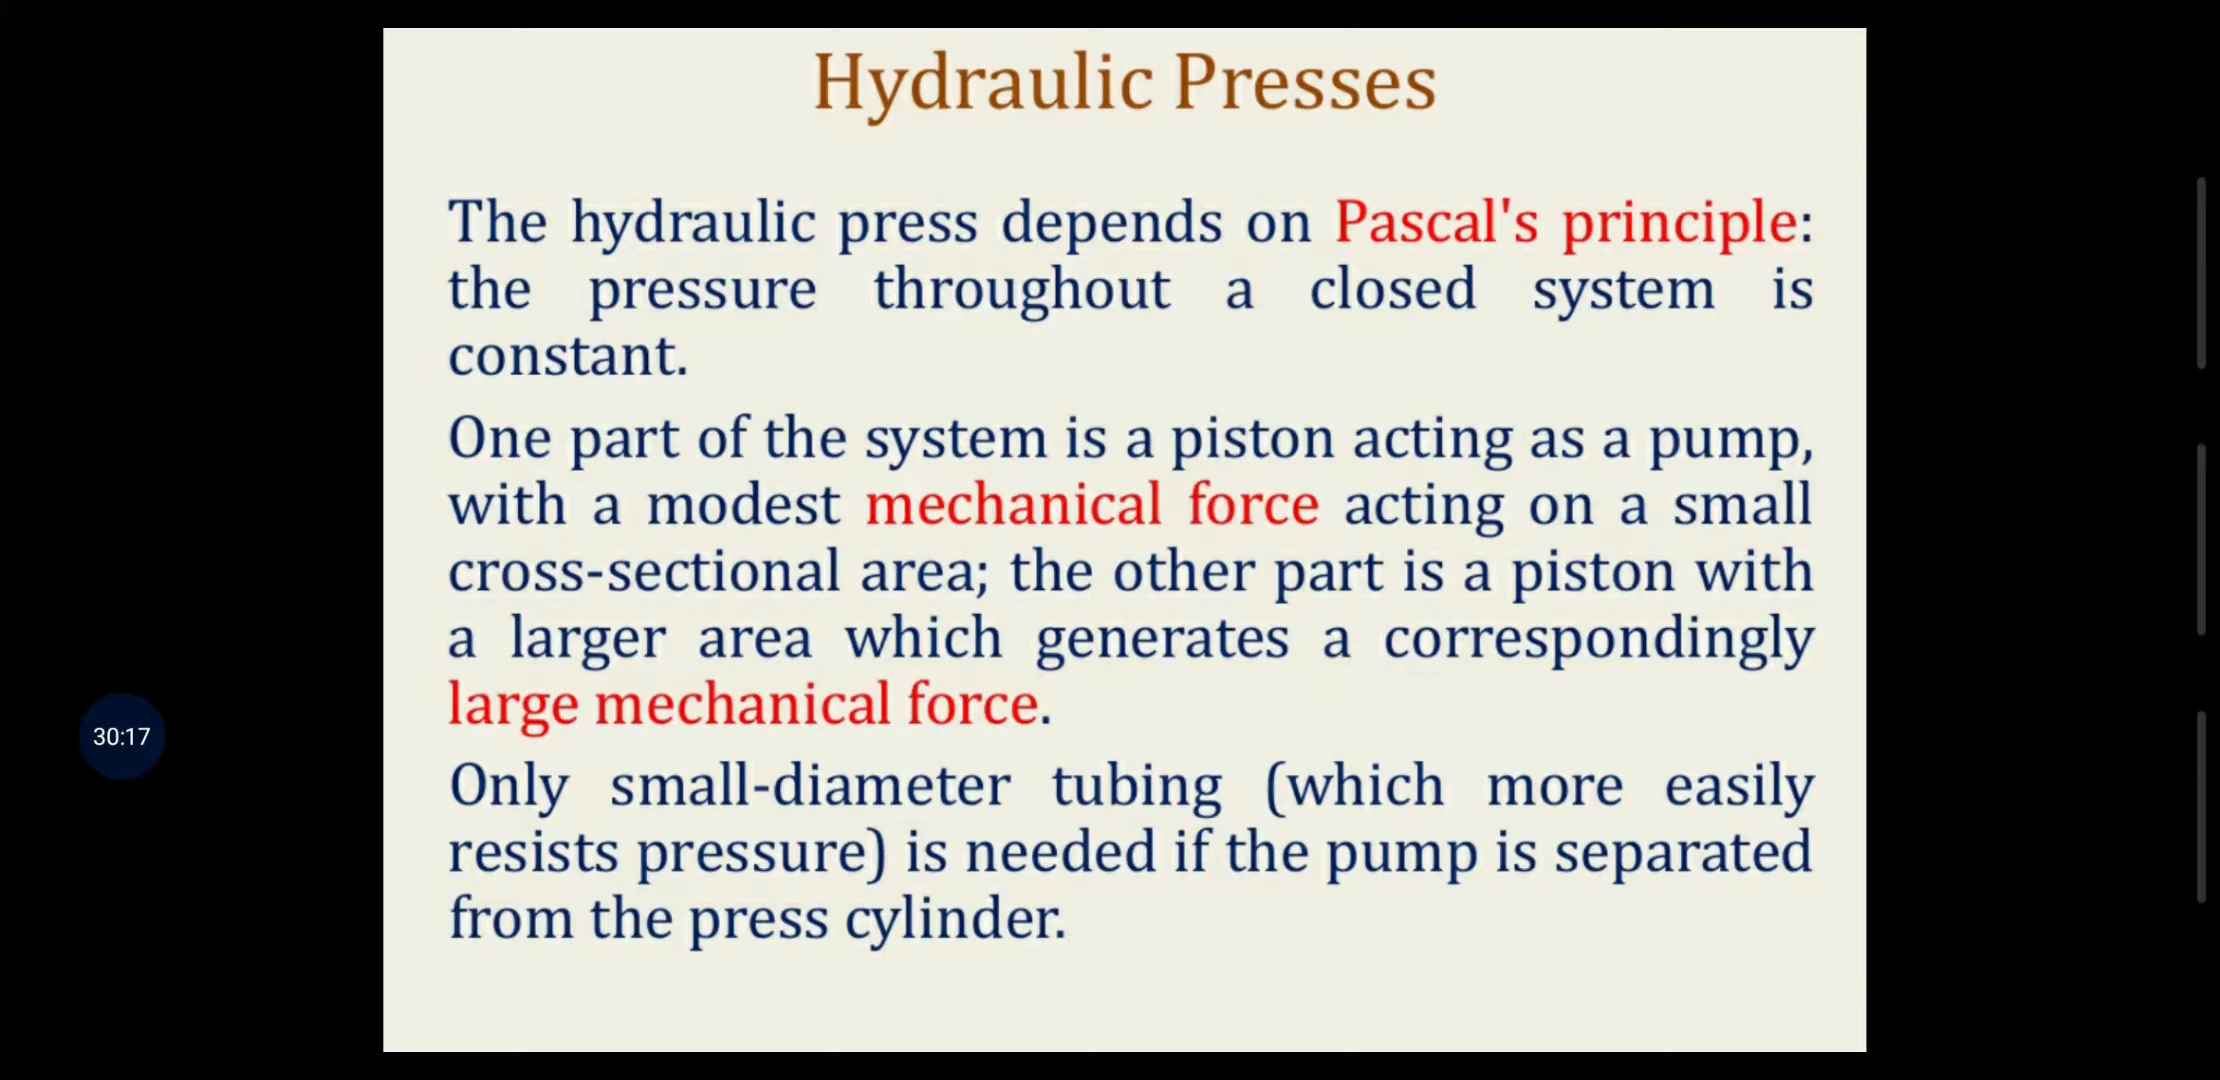 Hydraulic Presses
The hydraulic press depends on Pascal's principle:
the pressure throughout a closed system is
constant.
One part of the system is a piston acting as a pump,
with a modest mechanical force acting on a small
cross-sectional area; the other part is a piston with
a larger area which generates a correspondingly
large mechanical force.
30:17
Only small-diameter tubing (which more easily
resists pressure) is needed if the pump is separated
from the press cylinder.